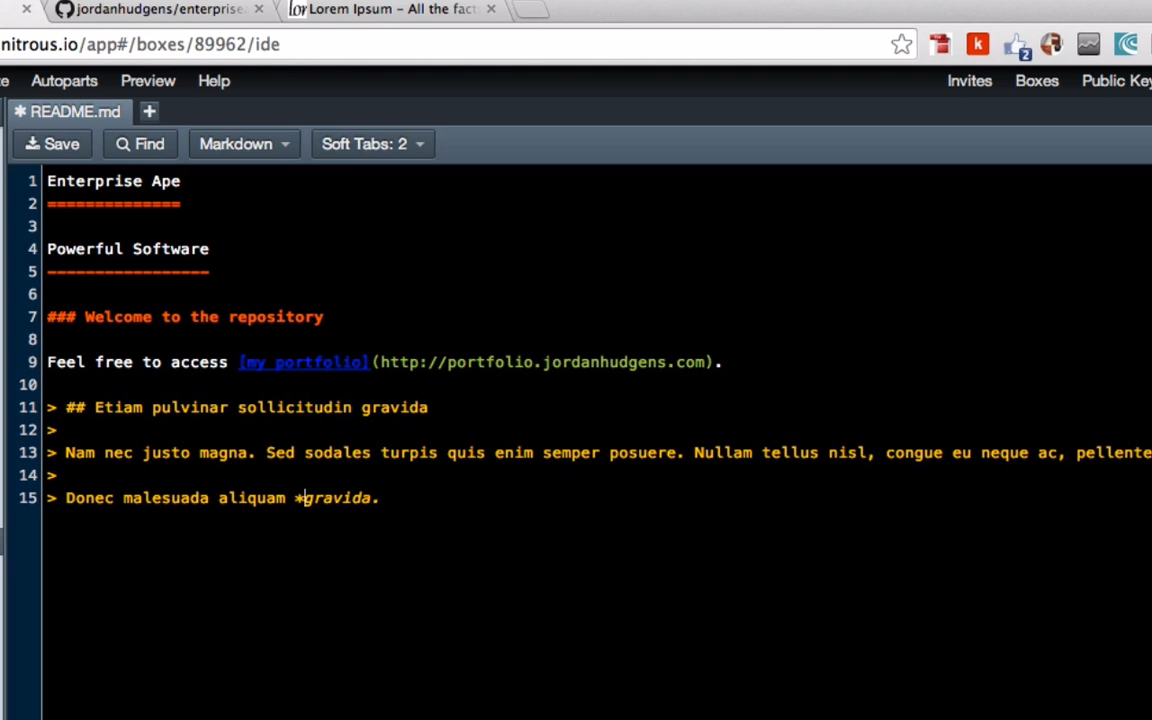 jordanhudgens/enterprise. × lor Lorem Ipsum – All the fact ×
nitrous.io/app#/boxes/89962/ide k 2
Autoparts Preview Help Invites Boxes Public Key
✱ README.md +
Save Find Markdown Soft Tabs: 2
1 Enterprise Ape
2 ==============
3
4 Powerful Software
5 -----------------
6
7 ### Welcome to the repository
8
9 Feel free to access [my portfolio](http://portfolio.jordanhudgens.com).
10
11 > ## Etiam pulvinar sollicitudin gravida
12 >
13 > Nam nec justo magna. Sed sodales turpis quis enim semper posuere. Nullam tellus nisl, congue eu neque ac, pellente
14 >
15 > Donec malesuada aliquam *gravida.